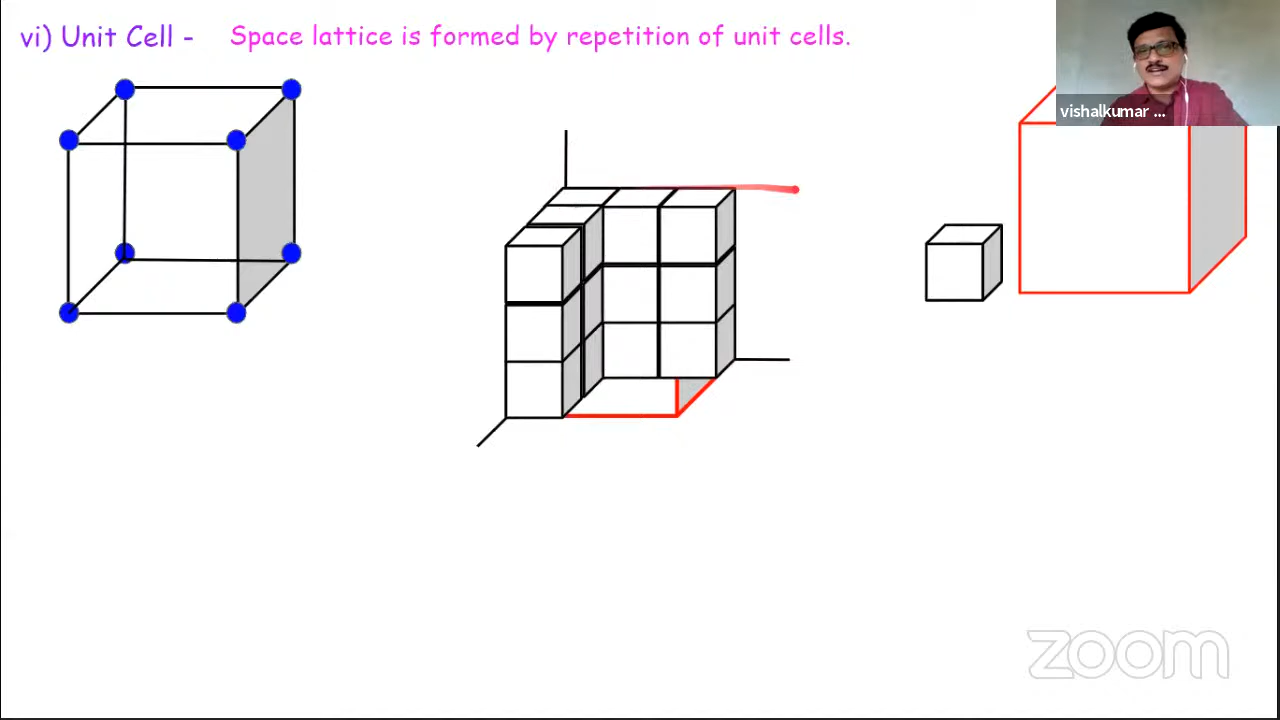 vi) Unit Cell - Space lattice is formed by repetition of unit cells.
vishalkumar ...
zoom